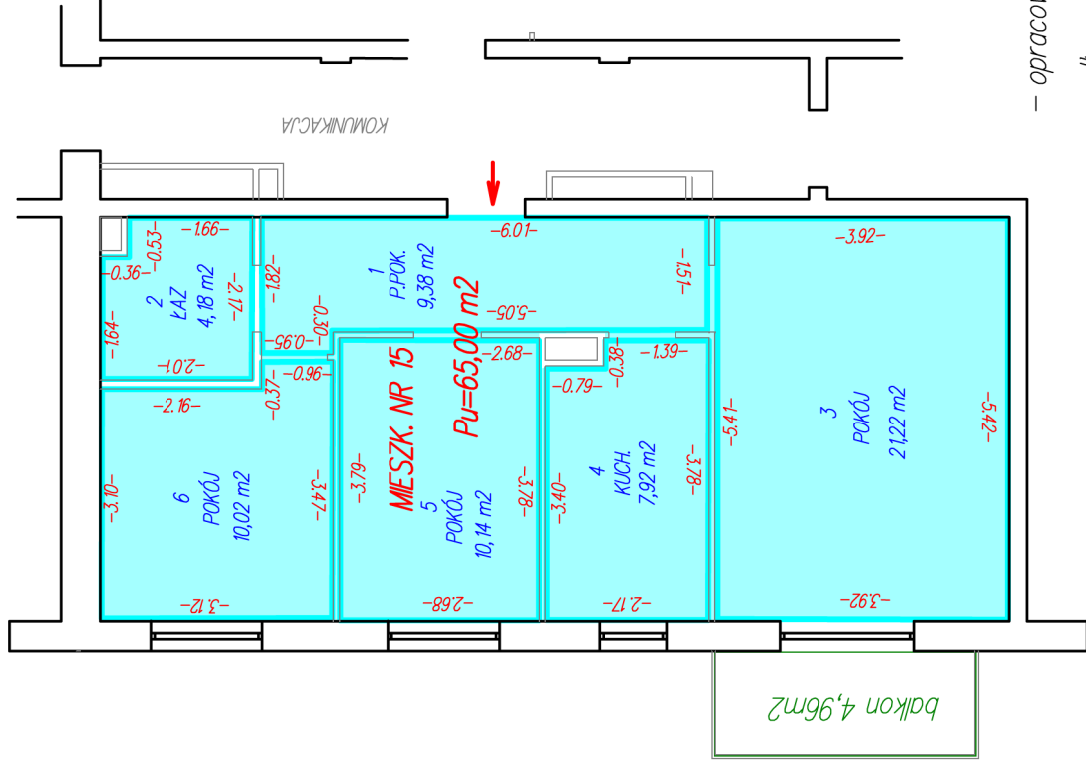 – opracow
KOMUNIKACJA
–1.66–
–0.53–
–0.36–
2
ŁAZ
4,18 m2
–2.17–
–1.64–
–2.01–
–6.01–
–1.82–
1
P.POK.
9,38 m2
–1.51–
–5.05–
–0.30–
–0.95–
–3.92–
3
POKÓJ
21,22 m2
–5.41–
–5.42–
–3.92–
MIESZK. NR 15
Pu=65,00 m2
–0.96–
–0.37–
–2.16–
–3.10–
6
POKÓJ
10,02 m2
–3.47–
–3.12–
–2.68–
–3.79–
5
POKÓJ
10,14 m2
–3.78–
–2.68–
–0.38–
–1.39–
–0.79–
4
KUCH.
7,92 m2
–3.40–
–3.78–
–2.17–
balkon 4,96m2